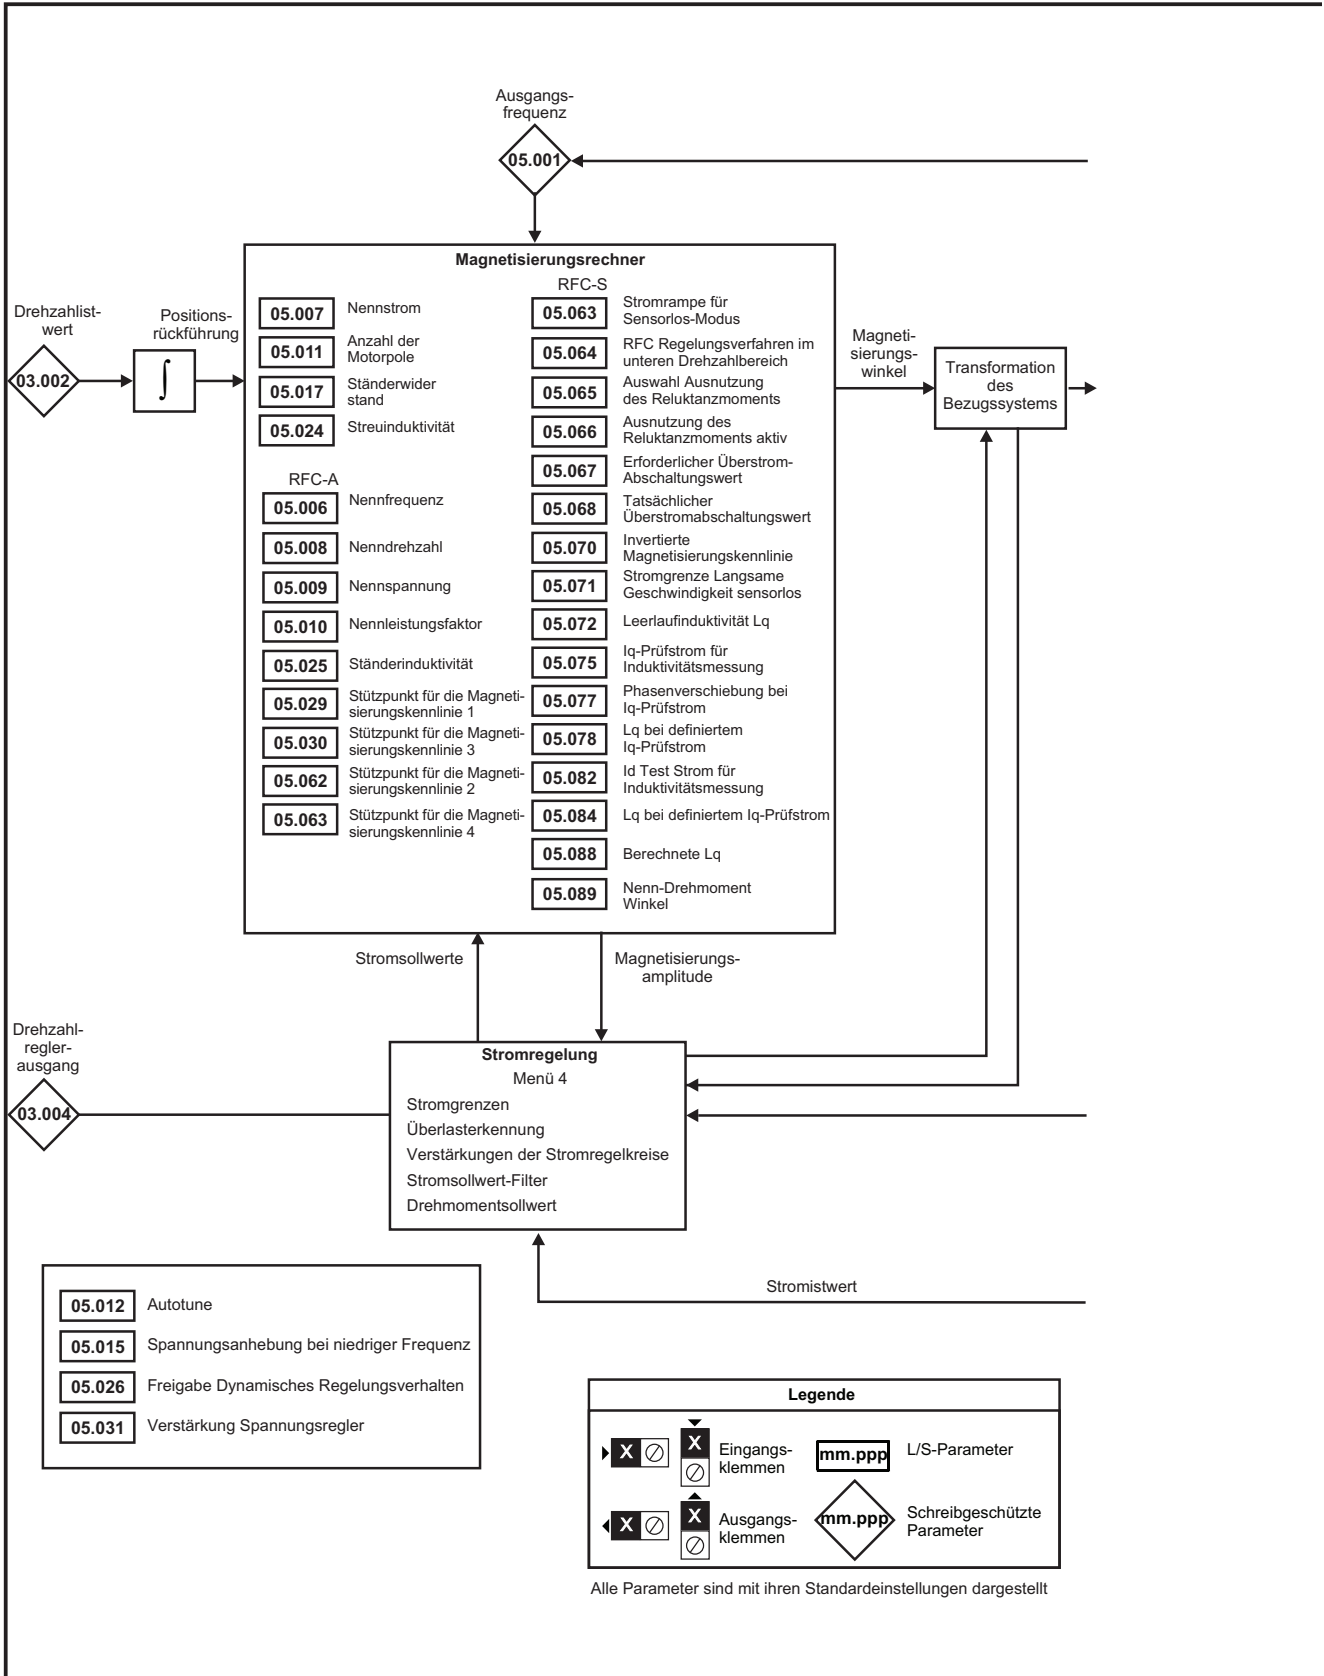 Ausgangs-
frequenz
05.001
Magnetisierungsrechner
Drehzahlist-
wert
03.002
Positions-
rückführung
∫
05.007 Nennstrom
05.011 Anzahl der
Motorpole
05.017 Ständerwider
stand
05.024 Streuinduktivität
RFC-A
05.006 Nennfrequenz
05.008 Nenndrehzahl
05.009 Nennspannung
05.010 Nennleistungsfaktor
05.025 Ständerinduktivität
05.029 Stützpunkt für die Magneti-
sierungskennlinie 1
05.030 Stützpunkt für die Magneti-
sierungskennlinie 3
05.062 Stützpunkt für die Magneti-
sierungskennlinie 2
05.063 Stützpunkt für die Magneti-
sierungskennlinie 4
RFC-S
05.063 Stromrampe für
Sensorlos-Modus
05.064 RFC Regelungsverfahren im
unteren Drehzahlbereich
05.065 Auswahl Ausnutzung
des Reluktanzmoments
05.066 Ausnutzung des
Reluktanzmoments aktiv
05.067 Erforderlicher Überstrom-
Abschaltungswert
05.068 Tatsächlicher
Überstromabschaltungswert
05.070 Invertierte
Magnetisierungskennlinie
05.071 Stromgrenze Langsame
Geschwindigkeit sensorlos
05.072 Leerlaufinduktivität Lq
05.075 Iq-Prüfstrom für
Induktivitätsmessung
05.077 Phasenverschiebung bei
Iq-Prüfstrom
05.078 Lq bei definiertem
Iq-Prüfstrom
05.082 Id Test Strom für
Induktivitätsmessung
05.084 Lq bei definiertem Iq-Prüfstrom
05.088 Berechnete Lq
05.089 Nenn-Drehmoment
Winkel
Magneti-
sierungs-
winkel
Transformation
des
Bezugssystems
Stromsollwerte
Magnetisierungs-
amplitude
Drehzahl-
regler-
ausgang
03.004
Stromregelung
Menü 4
Stromgrenzen
Überlasterkennung
Verstärkungen der Stromregelkreise
Stromsollwert-Filter
Drehmomentsollwert
Stromistwert
05.012 Autotune
05.015 Spannungsanhebung bei niedriger Frequenz
05.026 Freigabe Dynamisches Regelungsverhalten
05.031 Verstärkung Spannungsregler
Legende
X X Eingangs-
klemmen
mm.ppp L/S-Parameter
X X Ausgangs-
klemmen
mm.ppp Schreibgeschützte
Parameter
Alle Parameter sind mit ihren Standardeinstellungen dargestellt